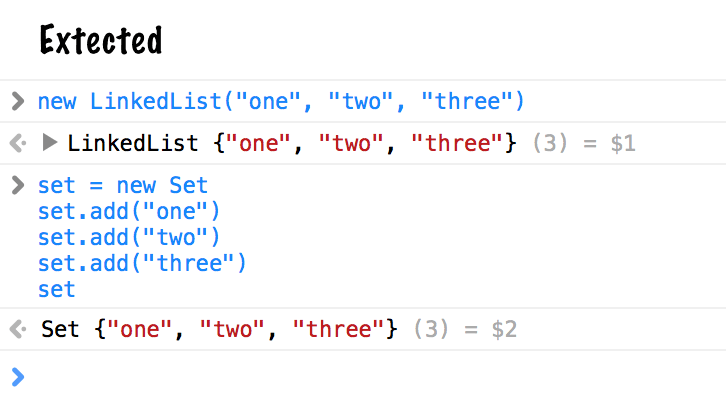 Extected
new LinkedList("one", "two", "three")
LinkedList {"one", "two", "three"} (3) = $1
set = new Set
set.add("one")
set.add("two")
set.add("three")
set
Set {"one", "two", "three"} (3) = $2